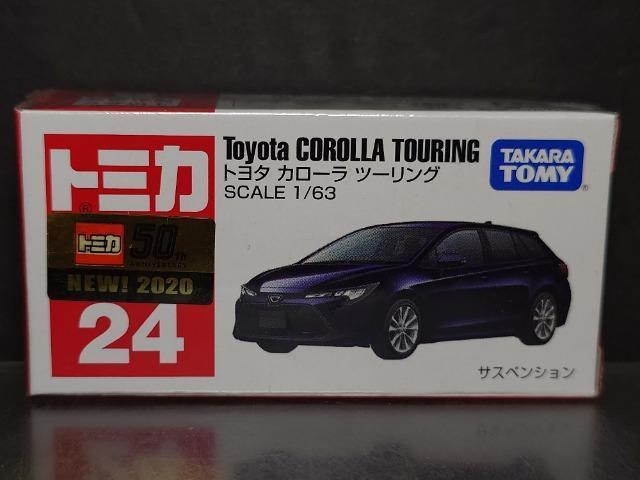 トミカ
®
トミカ 50th
ANNIVERSARY
NEW! 2020
24
Toyota COROLLA TOURING
トヨタ カローラ ツーリング
SCALE 1/63
TAKARA
TOMY
®
サスペンション